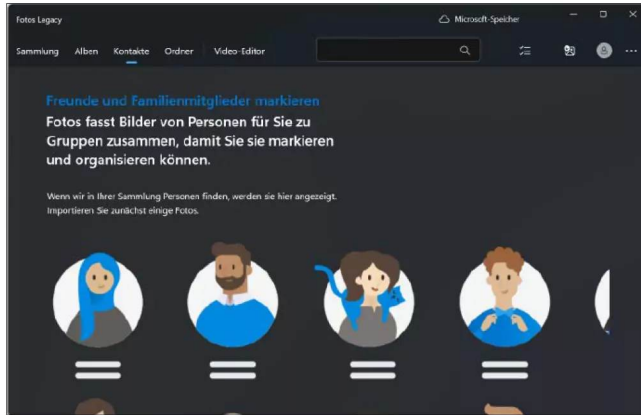 Fotos Legacy
Microsoft-Speicher
Sammlung Alben Kontakte Ordner Video-Editor
Freunde und Familienmitglieder markieren
Fotos fasst Bilder von Personen für Sie zu
Gruppen zusammen, damit Sie sie markieren
und organisieren können.
Wenn wir in Ihrer Sammlung Personen finden, werden sie hier angezeigt.
Importieren Sie zunächst einige Fotos.